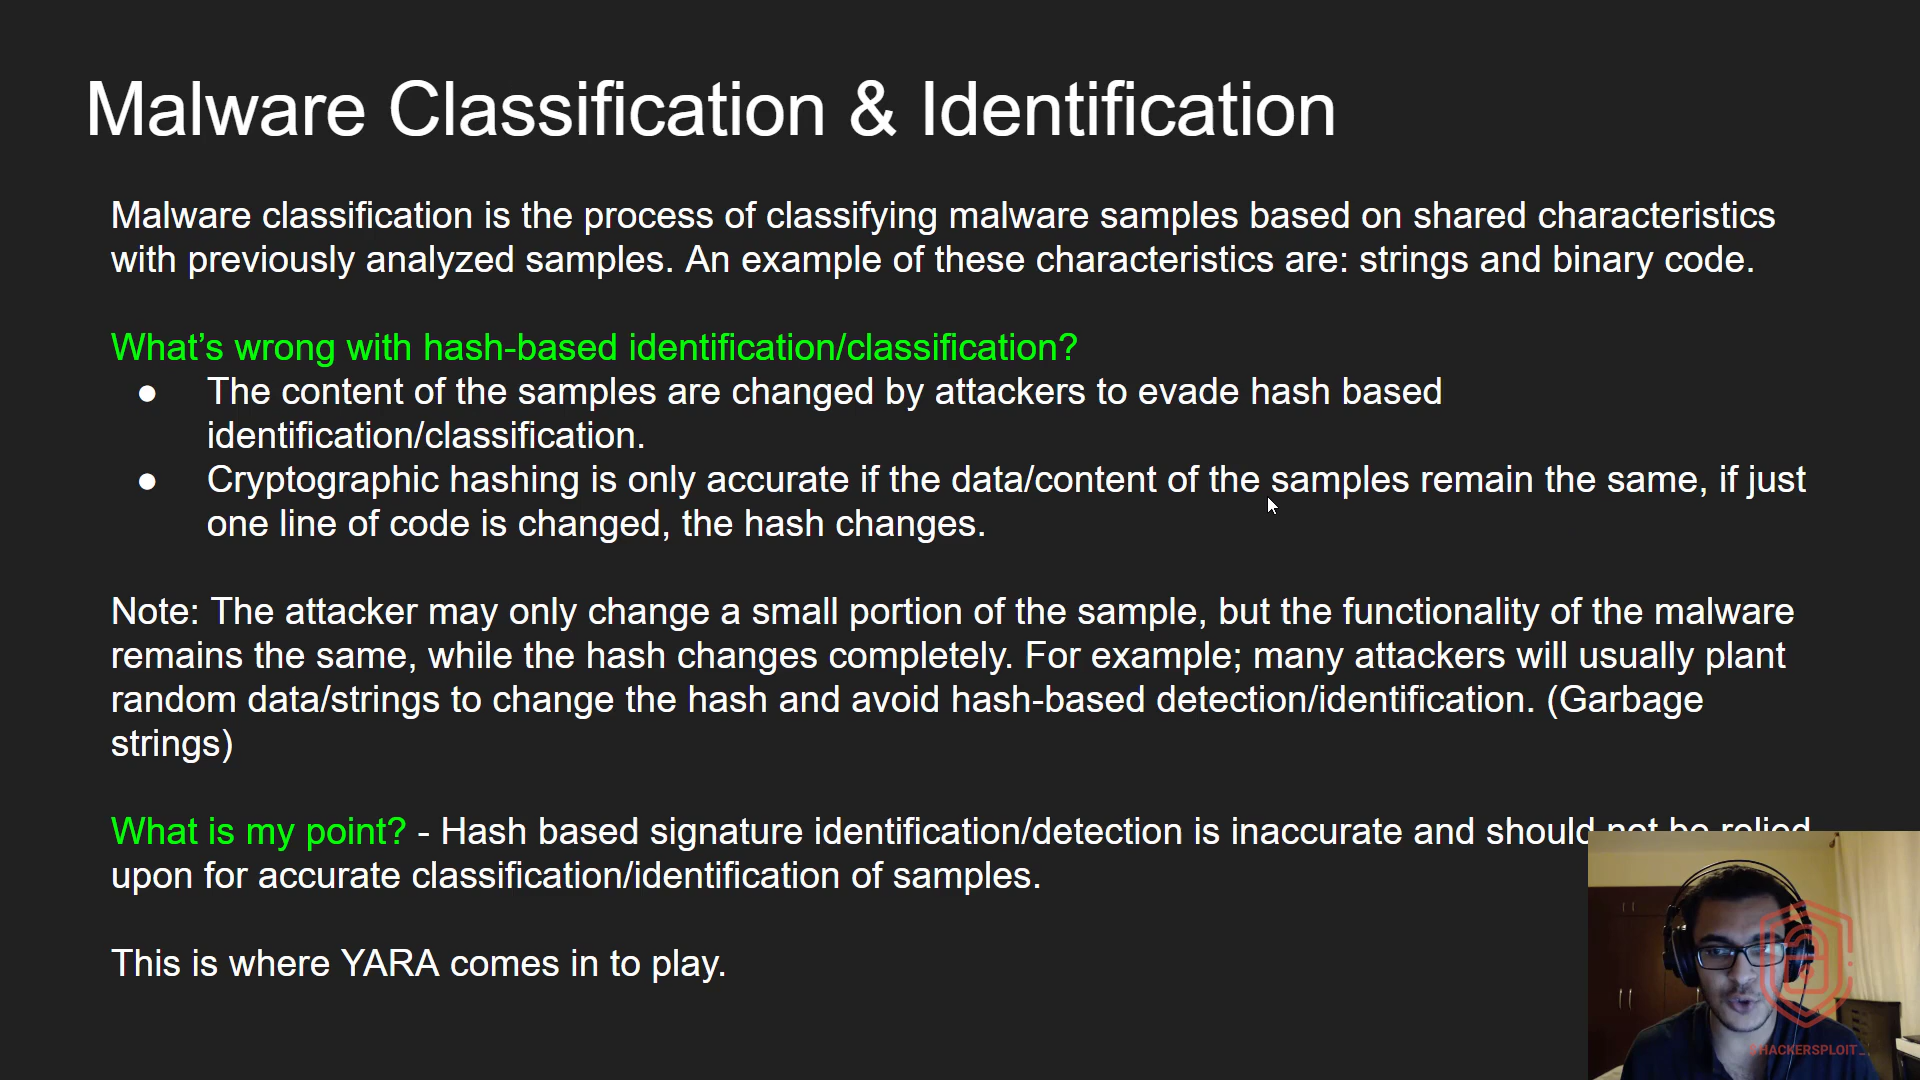 Malware Classification & Identification
Malware classification is the process of classifying malware samples based on shared characteristics
with previously analyzed samples. An example of these characteristics are: strings and binary code.
What’s wrong with hash-based identification/classification?
● The content of the samples are changed by attackers to evade hash based
identification/classification.
● Cryptographic hashing is only accurate if the data/content of the samples remain the same, if just
one line of code is changed, the hash changes.
Note: The attacker may only change a small portion of the sample, but the functionality of the malware
remains the same, while the hash changes completely. For example; many attackers will usually plant
random data/strings to change the hash and avoid hash-based detection/identification. (Garbage
strings)
What is my point? - Hash based signature identification/detection is inaccurate and should not be relied
upon for accurate classification/identification of samples.
This is where YARA comes in to play.
@HACKERSPLOIT_